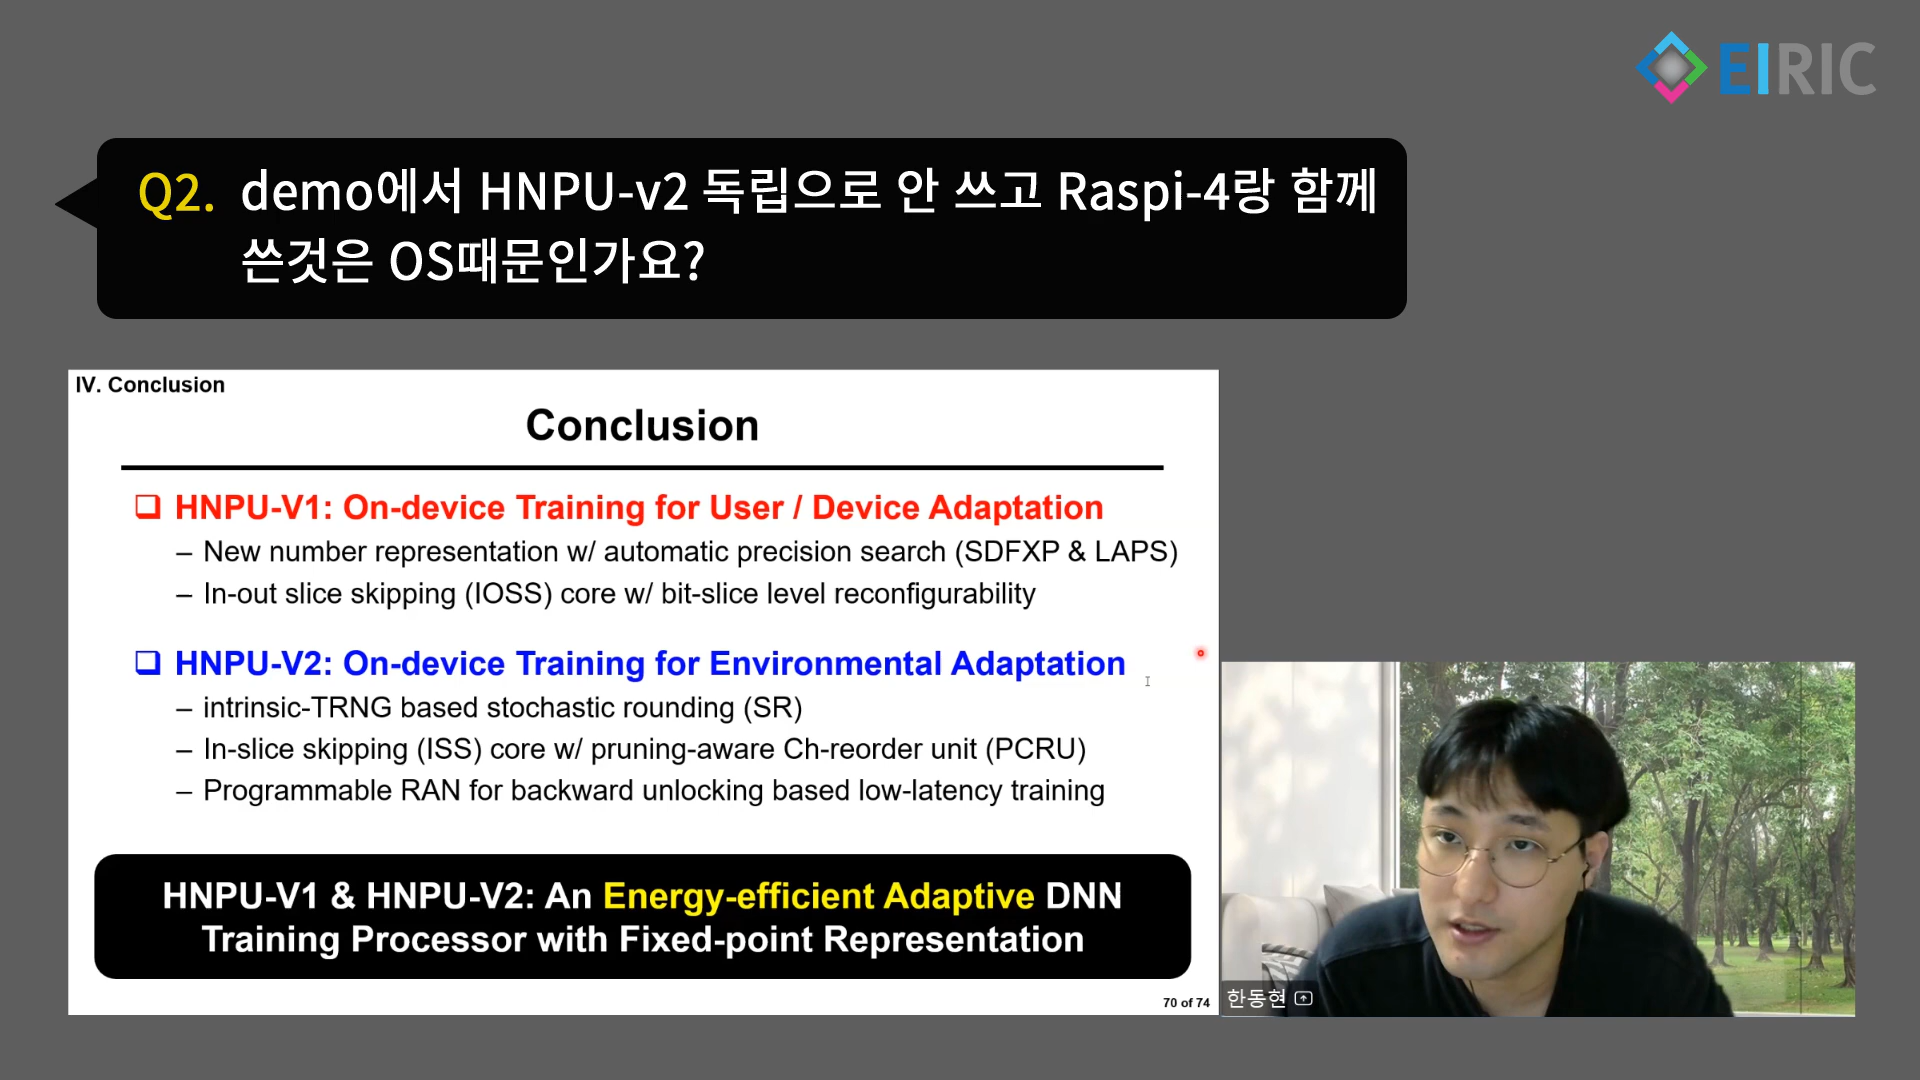 EIRIC
Q2. demo에서 HNPU-v2 독립으로 안 쓰고 Raspi-4랑 함께
쓴것은 OS때문인가요?
IV. Conclusion
Conclusion
❑ HNPU-V1: On-device Training for User / Device Adaptation
– New number representation w/ automatic precision search (SDFXP & LAPS)
– In-out slice skipping (IOSS) core w/ bit-slice level reconfigurability
❑ HNPU-V2: On-device Training for Environmental Adaptation
– intrinsic-TRNG based stochastic rounding (SR)
– In-slice skipping (ISS) core w/ pruning-aware Ch-reorder unit (PCRU)
– Programmable RAN for backward unlocking based low-latency training
HNPU-V1 & HNPU-V2: An Energy-efficient Adaptive DNN
Training Processor with Fixed-point Representation
70 of 74
한동현